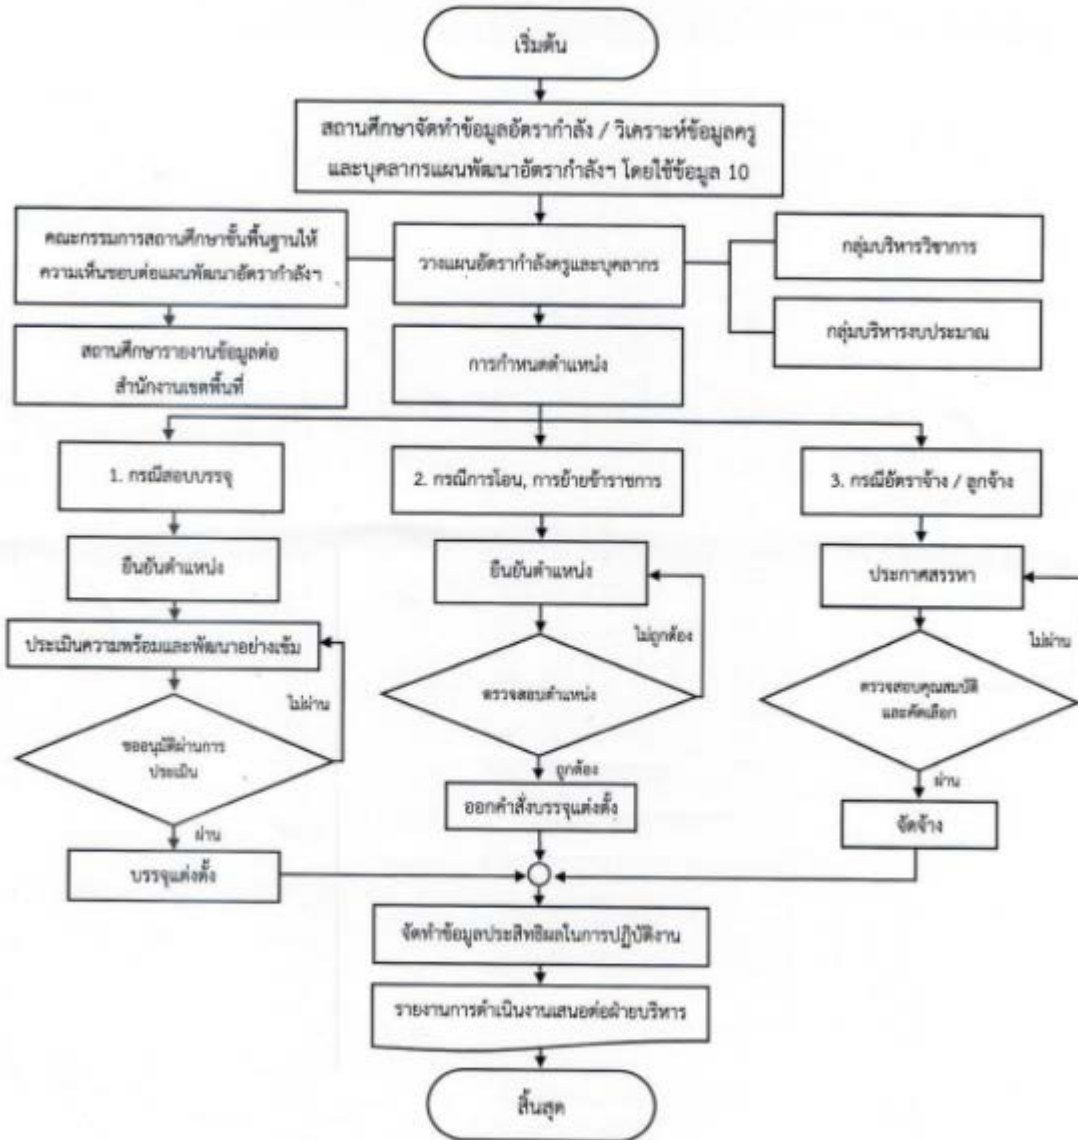 เริ่มต้น
สถานศึกษาจัดทำข้อมูลอัตรากำลัง / วิเคราะห์ข้อมูลครู
และบุคลากรแผนพัฒนาอัตรากำลังฯ โดยใช้ข้อมูล 10
คณะกรรมการสถานศึกษาขั้นพื้นฐานให้
ความเห็นชอบต่อแผนพัฒนาอัตรากำลังฯ
วางแผนอัตรากำลังครูและบุคลากร
กลุ่มบริหารวิชาการ
กลุ่มบริหารงบประมาณ
สถานศึกษารายงานข้อมูลต่อ
สำนักงานเขตพื้นที่
การกำหนดตำแหน่ง
1. กรณีสอบบรรจุ
2. กรณีการโอน, การย้ายข้าราชการ
3. กรณีอัตราจ้าง / ลูกจ้าง
ยืนยันตำแหน่ง
ยืนยันตำแหน่ง
ประกาศสรรหา
ประเมินความพร้อมและพัฒนาอย่างเข้ม
ไม่ถูกต้อง
ไม่ผ่าน
ไม่ผ่าน
ตรวจสอบตำแหน่ง
ตรวจสอบคุณสมบัติ
และคัดเลือก
ขออนุมัติผ่านการ
ประเมิน
ถูกต้อง
ผ่าน
ออกคำสั่งบรรจุแต่งตั้ง
จัดจ้าง
ผ่าน
บรรจุแต่งตั้ง
จัดทำข้อมูลประสิทธิผลในการปฏิบัติงาน
รายงานการดำเนินงานเสนอต่อฝ่ายบริหาร
สิ้นสุด